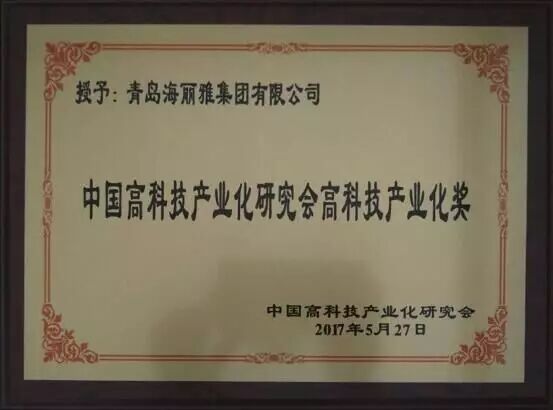 授予：青岛海丽雅集团有限公司
中国高科技产业化研究会高科技产业化奖
中国高科技产业化研究会
2017年5月27日